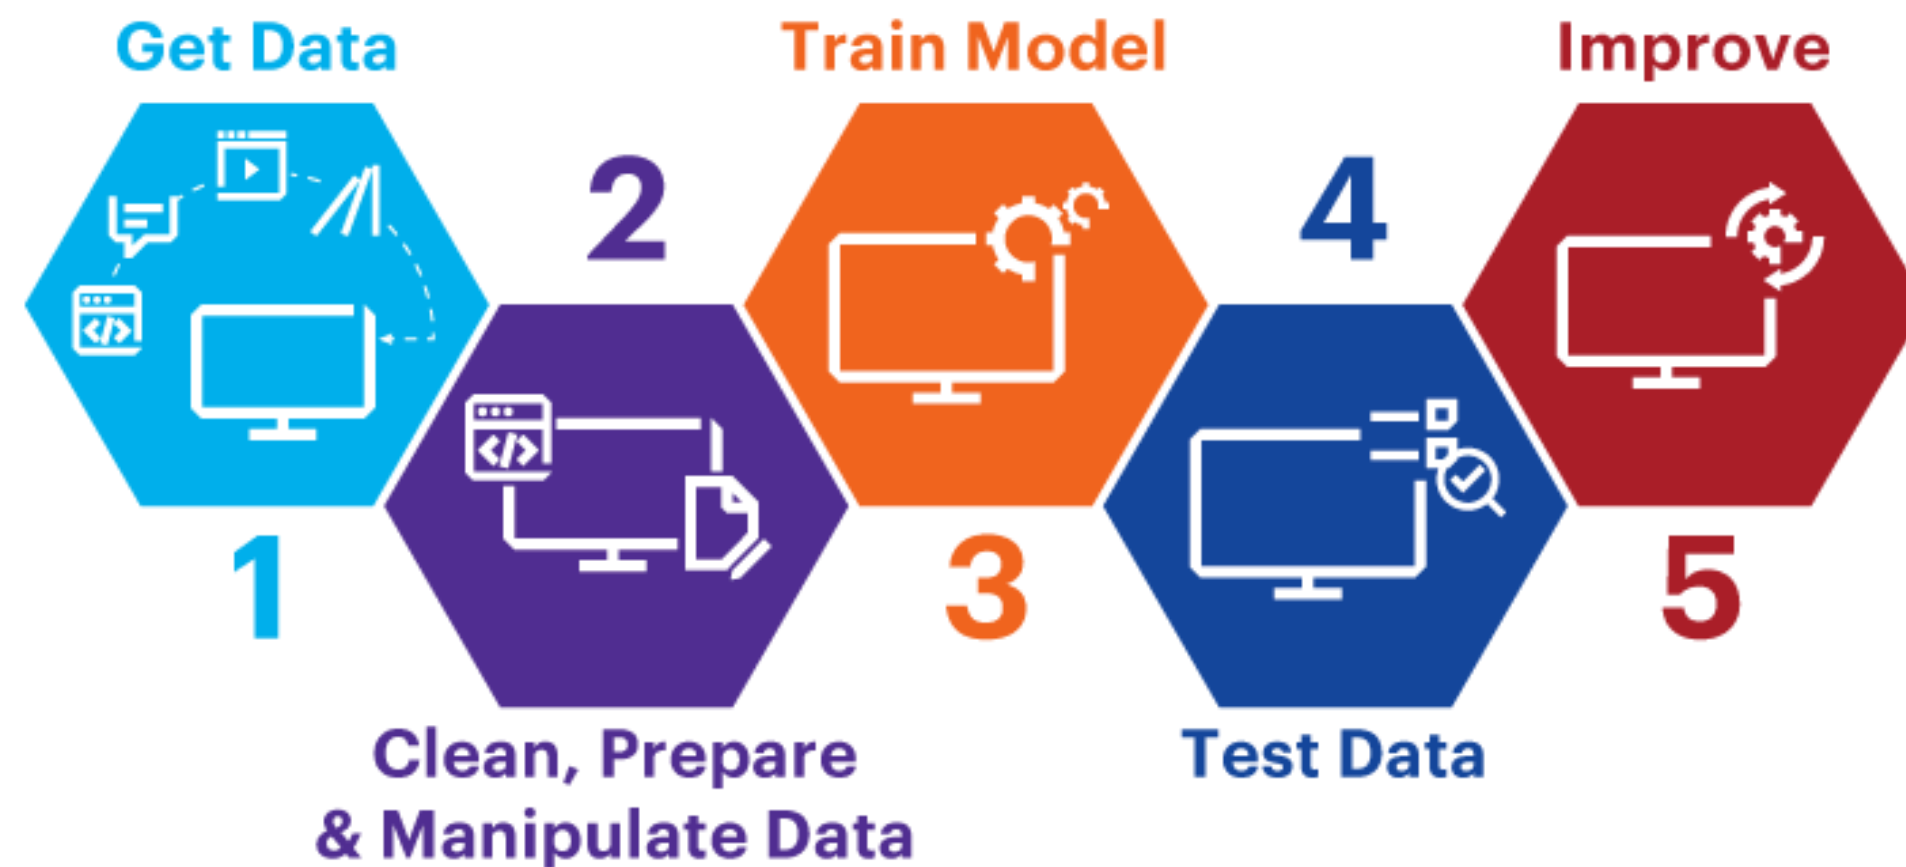 Get Data
1
2
Clean, Prepare
& Manipulate Data
Train Model
3
4
Test Data
Improve
5